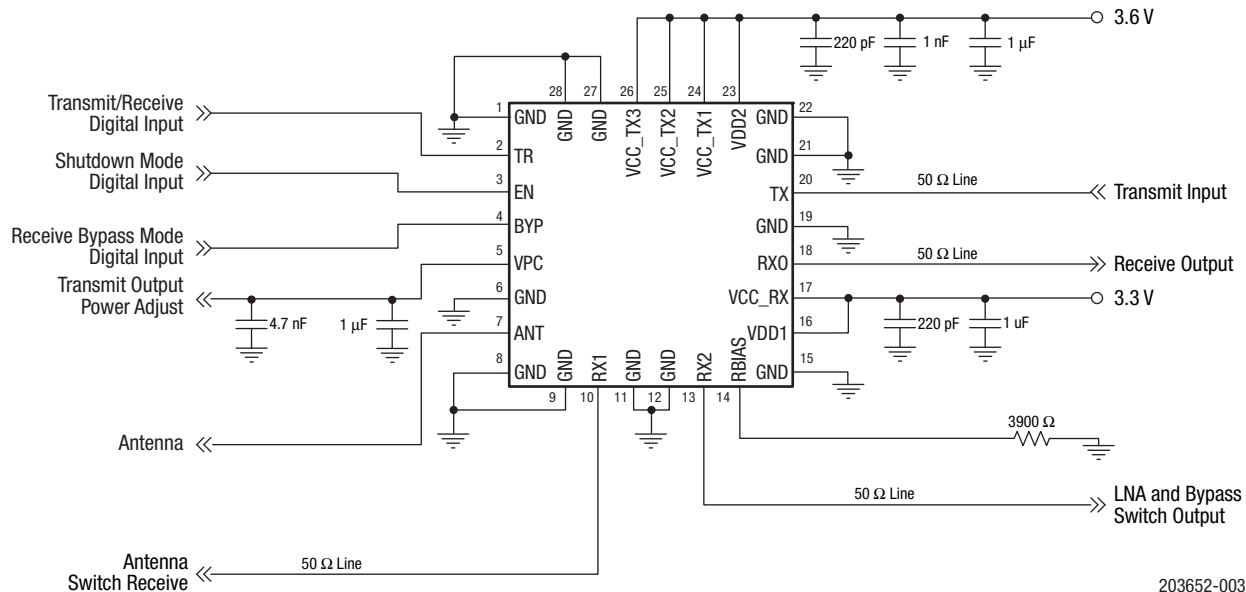 3.6 V
220 pF
1 nF
1 µF
28
27
26
25
24
23
GND
GND
VCC_TX3
VCC_TX2
VCC_TX1
VDD2
Transmit/Receive
Digital Input
1
GND
2
TR
Shutdown Mode
Digital Input
3
EN
Receive Bypass Mode
Digital Input
4
BYP
Transmit Output
Power Adjust
5
VPC
4.7 nF
1 µF
6
GND
7
ANT
8
GND
22
GND
21
GND
20
TX
50 Ω Line
Transmit Input
19
GND
18
RXO
50 Ω Line
Receive Output
17
VCC_RX
3.3 V
16
VDD1
220 pF
1 uF
15
GND
GND
RX1
GND
GND
RX2
RBIAS
9
10
11
12
13
14
3900 Ω
Antenna
50 Ω Line
LNA and Bypass
Switch Output
Antenna
Switch Receive
50 Ω Line
203652-003